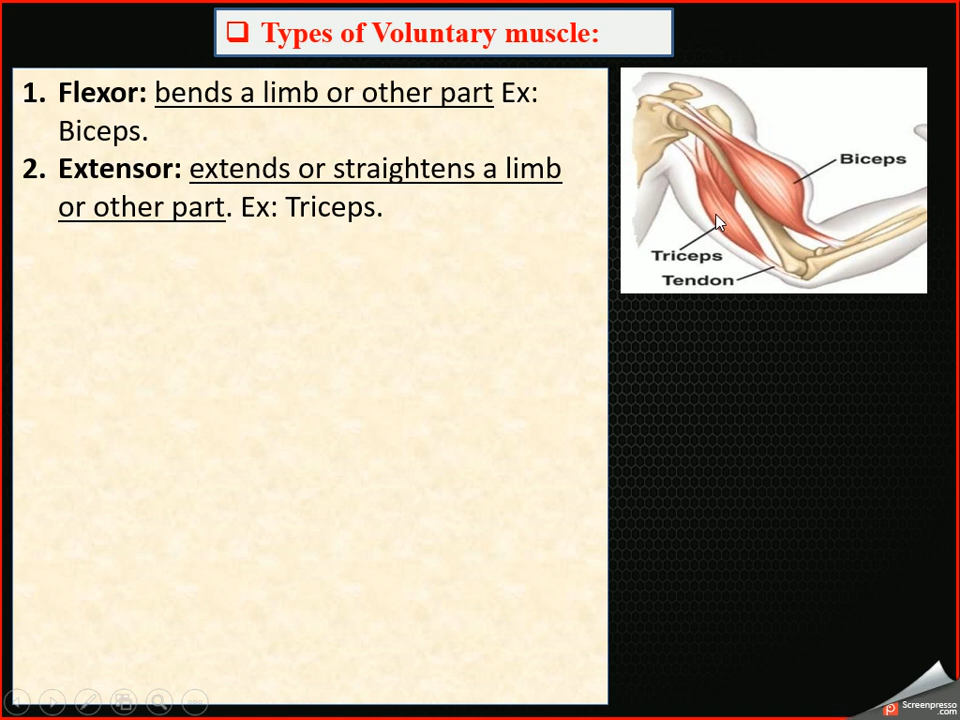 ❑ Types of Voluntary muscle:
1. Flexor: bends a limb or other part Ex:
Biceps.
2. Extensor: extends or straightens a limb
or other part. Ex: Triceps.
Biceps
Triceps
Tendon
Screenpresso
.com